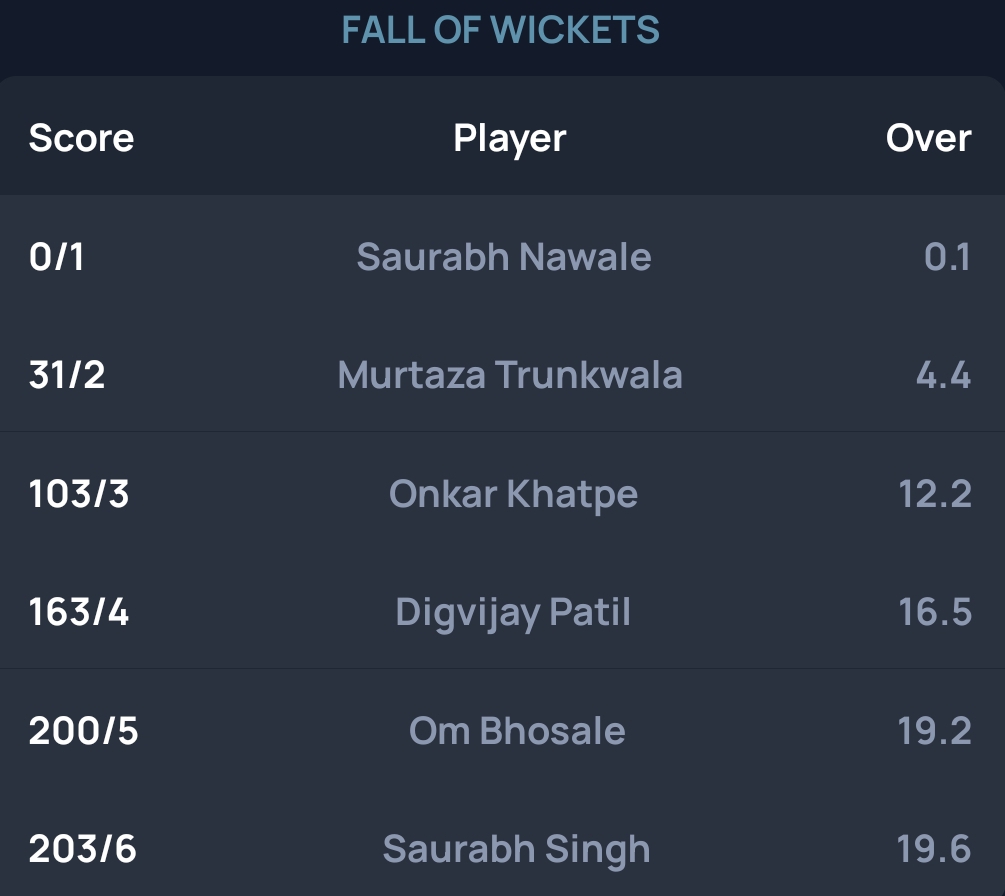 FALL OF WICKETS
Score Player Over
0/1 Saurabh Nawale 0.1
31/2 Murtaza Trunkwala 4.4
103/3 Onkar Khatpe 12.2
163/4 Digvijay Patil 16.5
200/5 Om Bhosale 19.2
203/6 Saurabh Singh 19.6